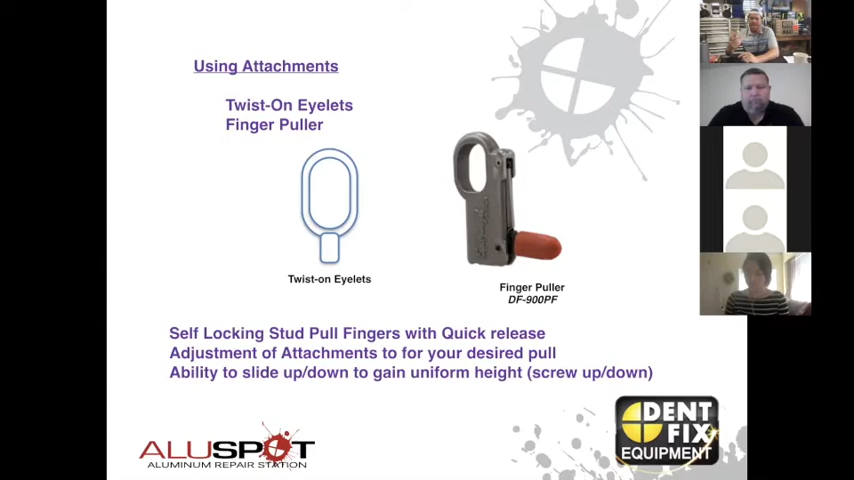 Using Attachments
Twist-On Eyelets
Finger Puller
Twist-on Eyelets
Finger Puller
DF-900PF
Self Locking Stud Pull Fingers with Quick release
Adjustment of Attachments to for your desired pull
Ability to slide up/down to gain uniform height (screw up/down)
ALUSPOT
ALUMINUM REPAIR STATION
DENT
FIX
EQUIPMENT